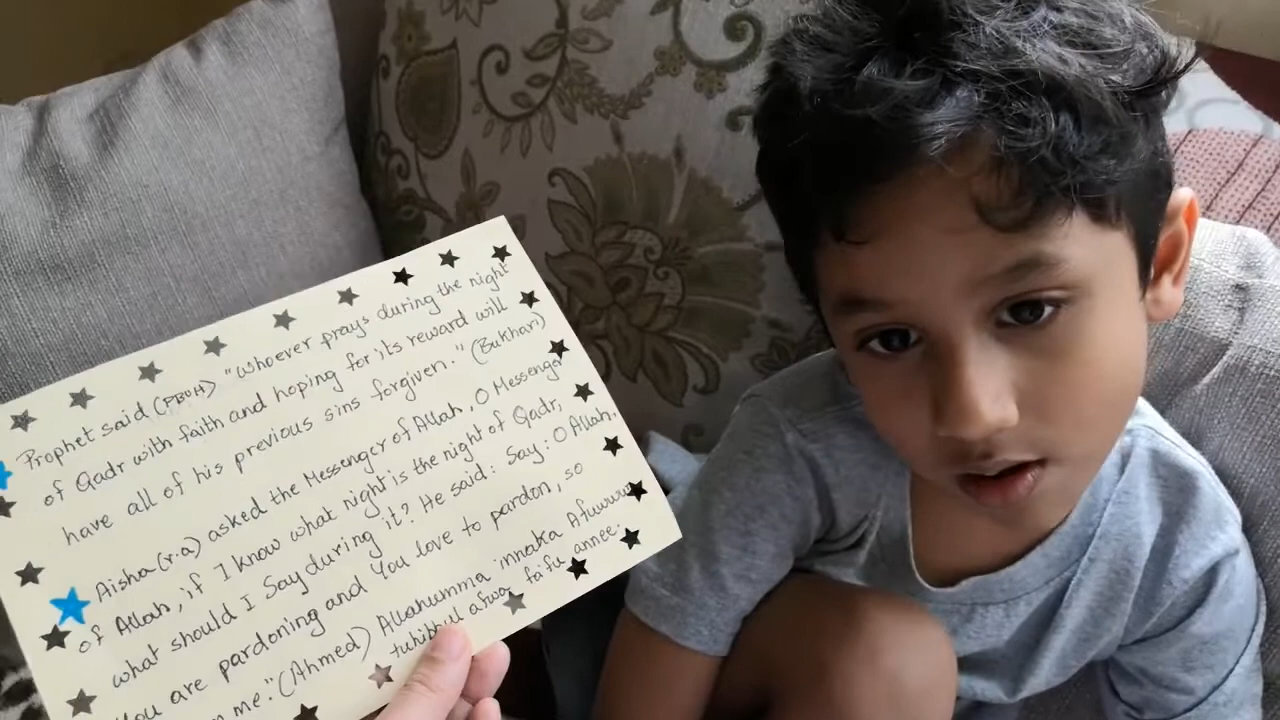 Prophet said (PBUH) "Whoever prays during the night
of Qadr with faith and hoping for its reward will
have all of his previous sins forgiven." (Bukhari)
Aisha (r.a) asked the Messenger of Allah, O Messenger
of Allah, if I know what night is the night of Qadr,
what should I say during it? He said: Say: O Allah,
You are pardoning and You love to pardon, so
me." (Ahmed) Allahumma 'innaka Afuwwun
tuhibbul afwa fa'fu annee.